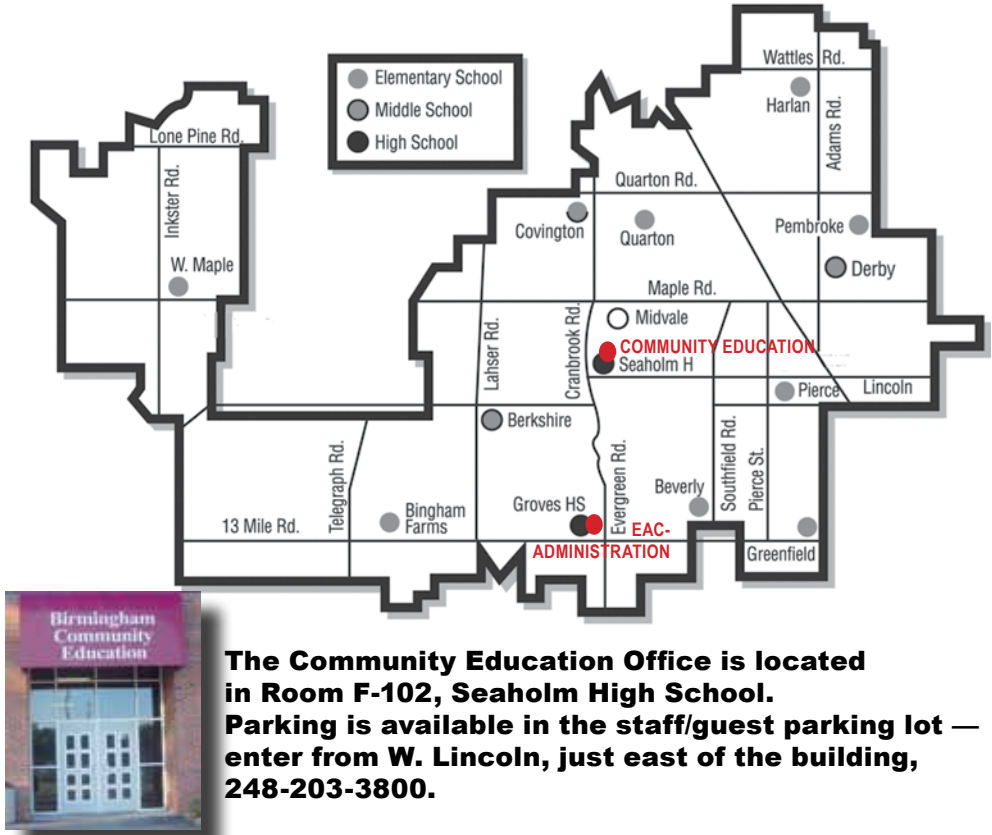 Elementary School
Middle School
High School
Wattles Rd.
Harlan
Adams Rd.
Lone Pine Rd.
Inkster Rd.
W. Maple
Quarton Rd.
Covington
Quarton
Pembroke
Derby
Maple Rd.
Midvale
COMMUNITY EDUCATION
Seaholm H
Lahser Rd.
Cranbrook Rd.
Pierce
Lincoln
Berkshire
Telegraph Rd.
Evergreen Rd.
Southfield Rd.
Pierce St.
Beverly
Groves HS
Bingham
Farms
13 Mile Rd.
EAC-
ADMINISTRATION
Greenfield
Birmingham
Community
Education
The Community Education Office is located
in Room F-102, Seaholm High School.
Parking is available in the staff/guest parking lot —
enter from W. Lincoln, just east of the building,
248-203-3800.